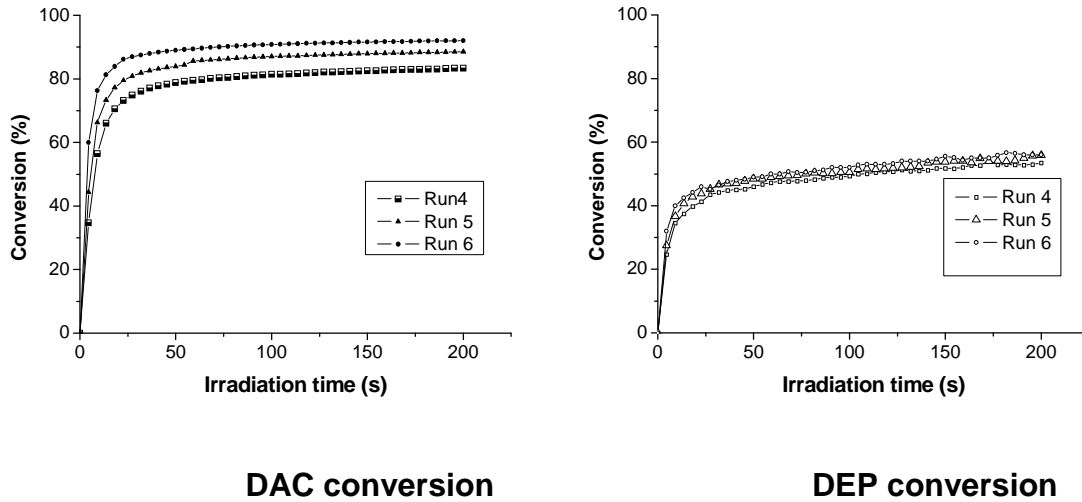 100
80
60
40
20
0
Conversion (%)
0 50 100 150 200
Irradiation time (s)
Run4
Run 5
Run 6
DAC conversion
100
80
60
40
20
0
Conversion (%)
0 50 100 150 200
Irradiation time (s)
Run 4
Run 5
Run 6
DEP conversion